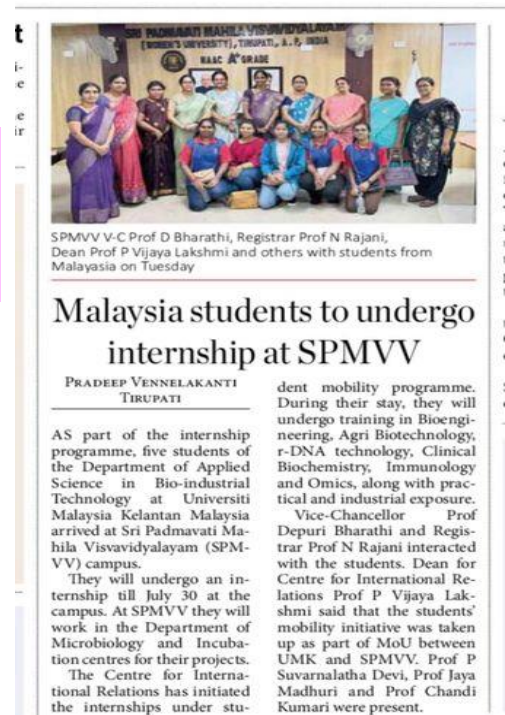 SRI PADMAVATI MAHILA VISVAVIDYALAYAM
(WOMEN'S UNIVERSITY), TIRUPATI, A.P., INDIA
NAAC A+ GRADE
SPMVV V-C Prof D Bharathi, Registrar Prof N Rajani,
Dean Prof P Vijaya Lakshmi and others with students from
Malayasia on Tuesday
Malaysia students to undergo
internship at SPMVV
PRADEEP VENNELAKANTI
TIRUPATI
AS part of the internship
programme, five students of
the Department of Applied
Science in Bio-industrial
Technology at Universiti
Malaysia Kelantan Malaysia
arrived at Sri Padmavati Ma-
hila Visvavidyalayam (SPM-
VV) campus.
They will undergo an in-
ternship till July 30 at the
campus. At SPMVV they will
work in the Department of
Microbiology and Incuba-
tion centres for their projects.
The Centre for Interna-
tional Relations has initiated
the internships under stu-
dent mobility programme.
During their stay, they will
undergo training in Bioengi-
neering, Agri Biotechnology,
r-DNA technology, Clinical
Biochemistry, Immunology
and Omics, along with prac-
tical and industrial exposure.
Vice-Chancellor Prof
Depuri Bharathi and Regis-
trar Prof N Rajani interacted
with the students. Dean for
Centre for International Re-
lations Prof P Vijaya Lak-
shmi said that the students'
mobility initiative was taken
up as part of MoU between
UMK and SPMVV. Prof P
Suvarnalatha Devi, Prof Jaya
Madhuri and Prof Chandi
Kumari were present.